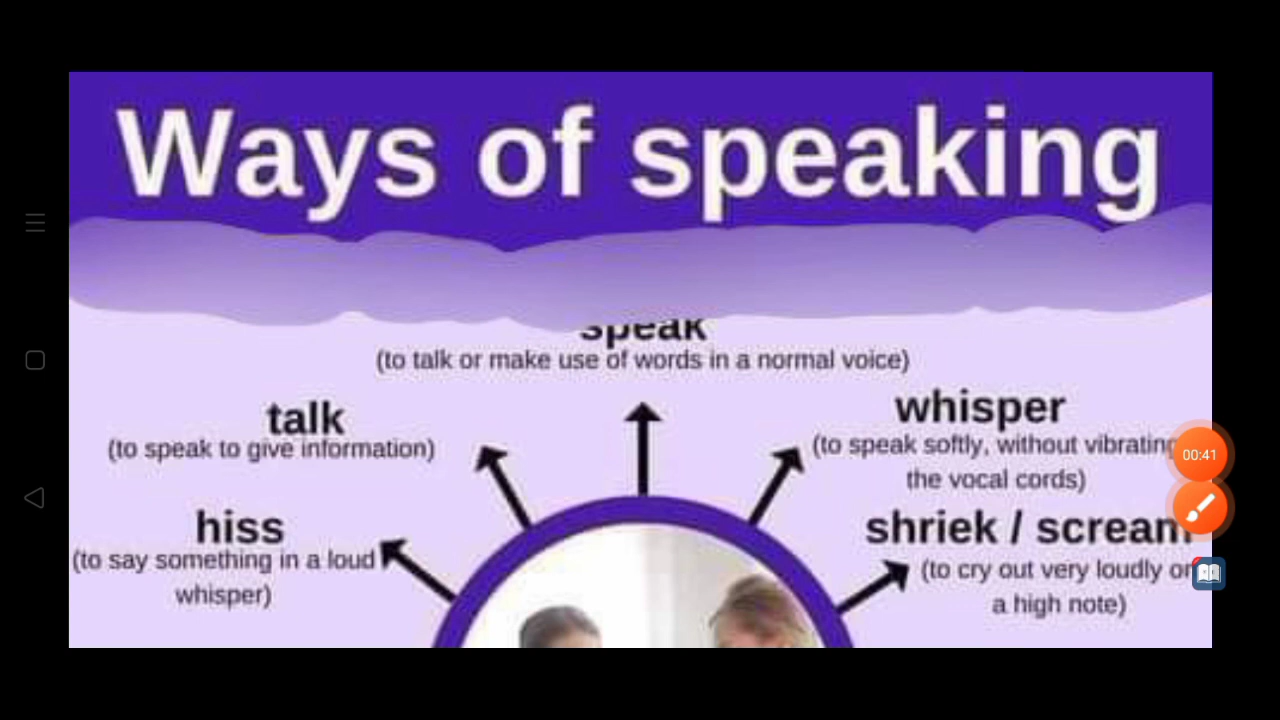 Ways of speaking
speak
(to talk or make use of words in a normal voice)
talk
(to speak to give information)
whisper
(to speak softly, without vibrating
the vocal cords)
hiss
(to say something in a loud
whisper)
shriek / scream
(to cry out very loudly or
a high note)
00:41